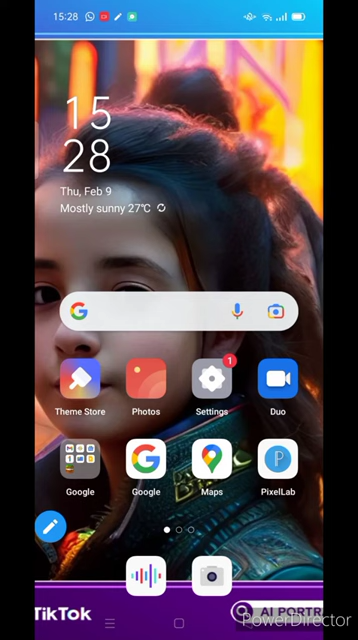 15:28
15
28
Thu, Feb 9
Mostly sunny 27°C
1
Theme Store
Photos
Settings
Duo
Google
Google
Maps
PixelLab
TikTok
AI PORTR
PowerDirector